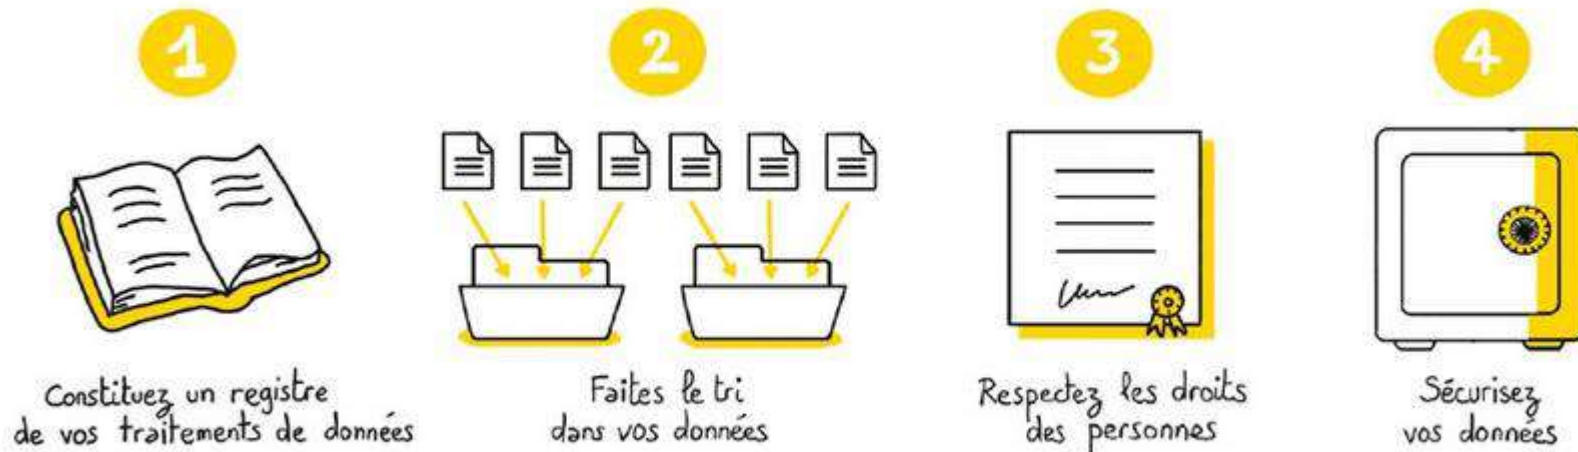 1
Constituez un registre
de vos traitements de données
2
Faites le tri
dans vos données
3
Respectez les droits
des personnes
4
Sécurisez
vos données